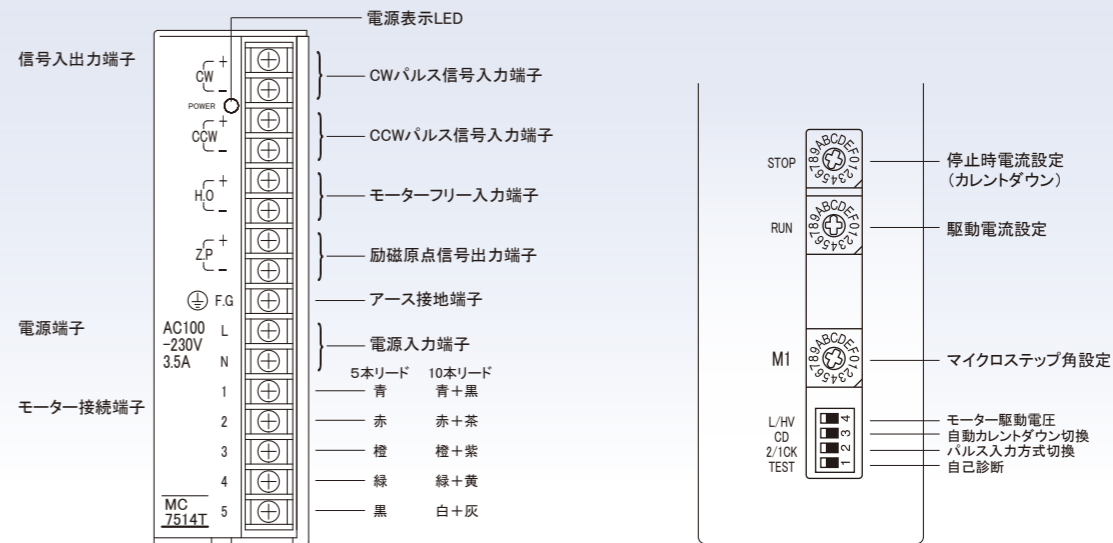 電源表示LED
信号入出力端子
CW
+
-
CWパルス信号入力端子
POWER
CCW
+
-
CCWパルス信号入力端子
H.O
+
-
モーターフリー入力端子
Z.P
+
-
励磁原点信号出力端子
F.G
アース接地端子
電源端子
AC100
-230V
3.5A
L
N
電源入力端子
5本リード 10本リード
モーター接続端子
1 青 青+黒
2 赤 赤+茶
3 橙 橙+紫
4 緑 緑+黄
5 黒 白+灰
MC
7514T
STOP
0123456789ABCDEF
停止時電流設定
(カレントダウン)
RUN
0123456789ABCDEF
駆動電流設定
M1
0123456789ABCDEF
マイクロステップ角設定
L/HV 4 モーター駆動電圧
CD 3 自動カレントダウン切換
2/1CK 2 パルス入力方式切換
TEST 1 自己診断